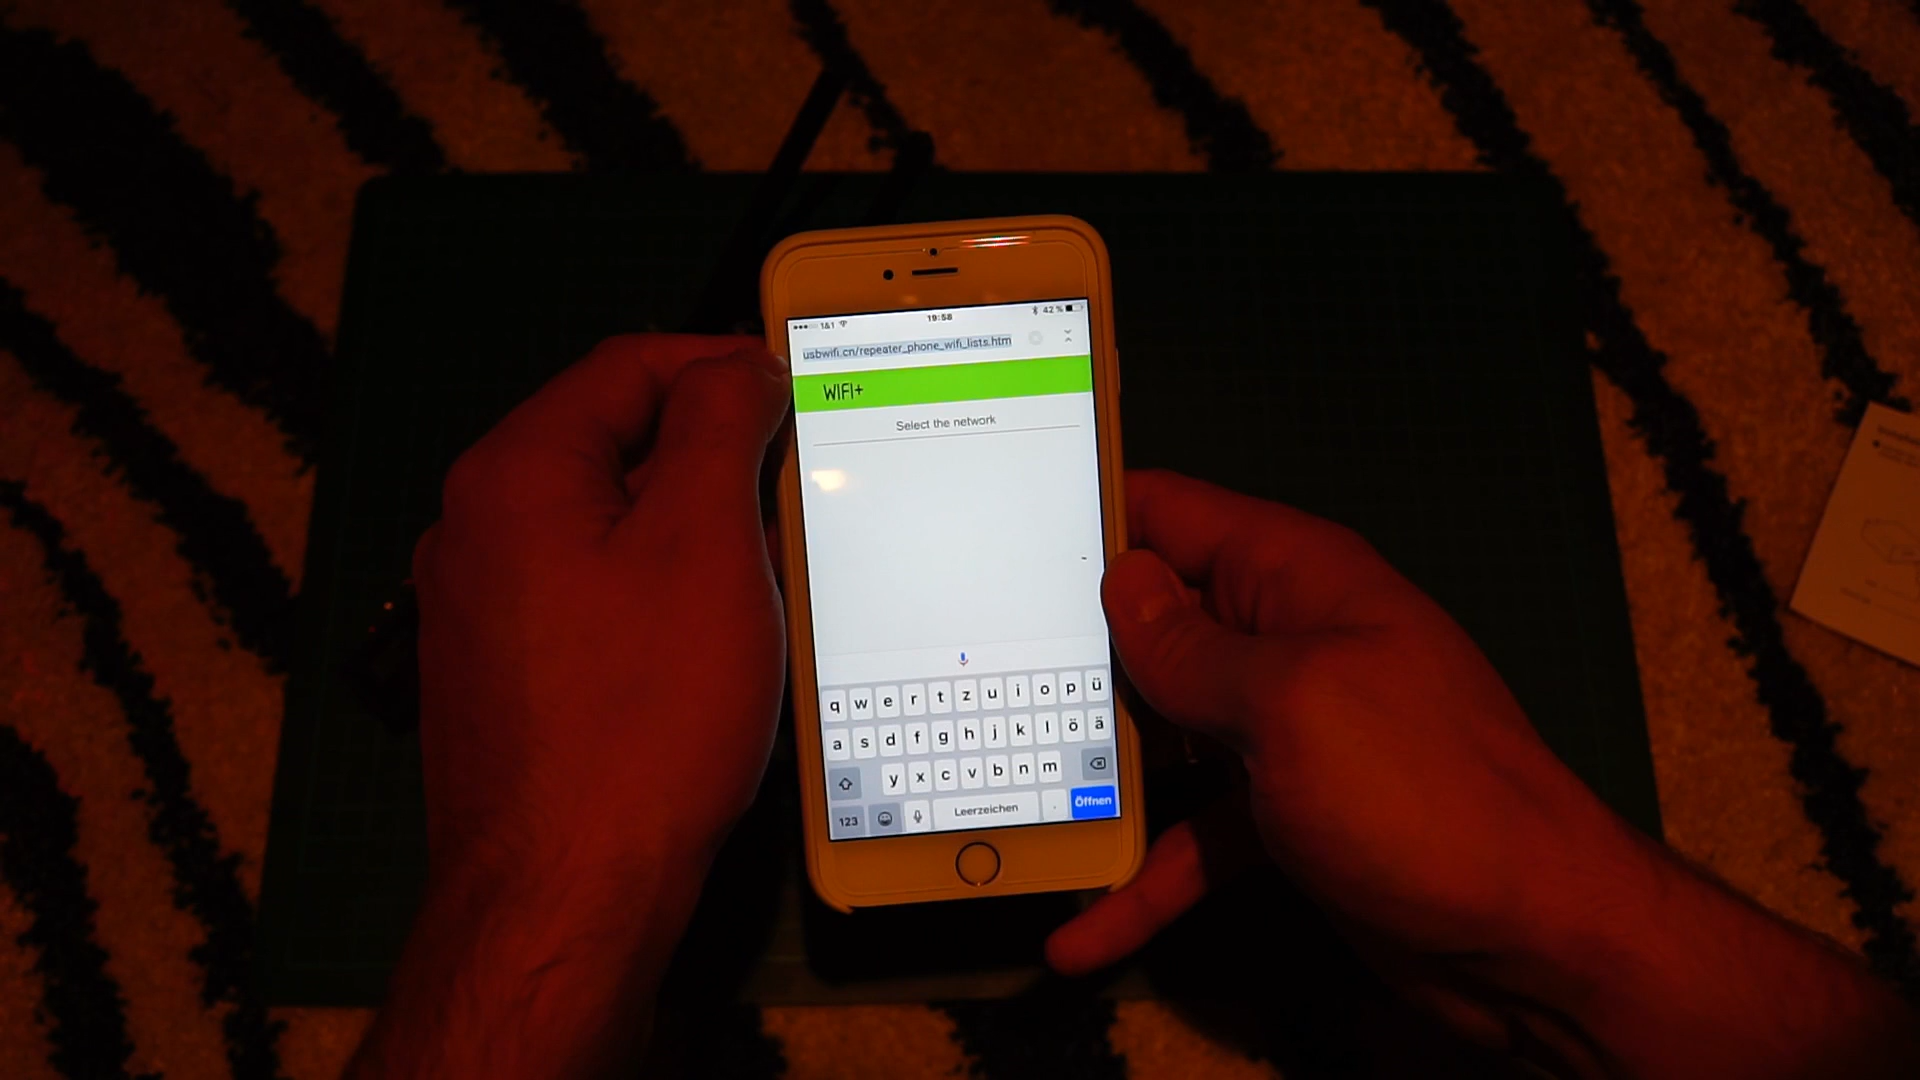 1&1 19:58 42 %
usbwifi.cn/repeater_phone_wifi_lists.htm
WIFI+
Select the network
q w e r t z u i o p ü
a s d f g h j k l ö ä
y x c v b n m
123 Leerzeichen . Öffnen